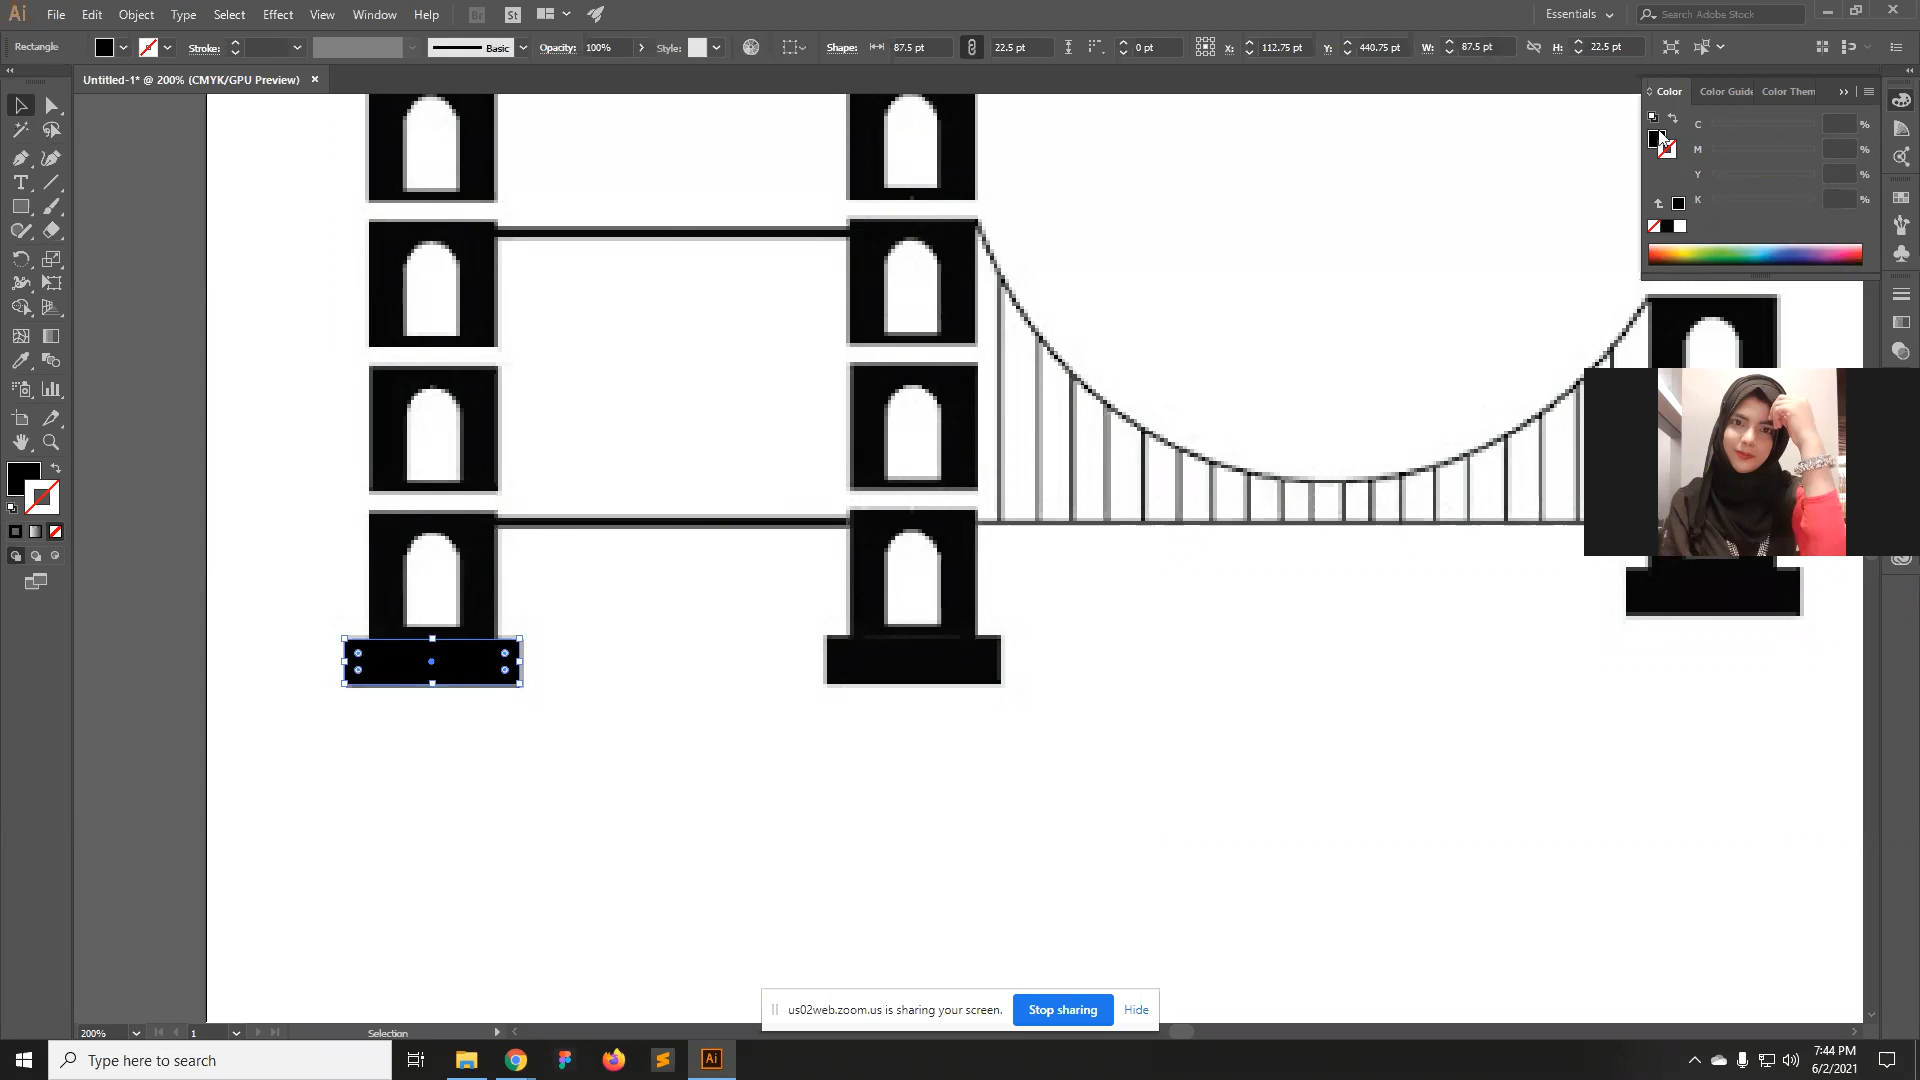 Ai File Edit Object Type Select Effect View Window Help Br St Essentials Search Adobe Stock
Rectangle Stroke: Basic Opacity: 100% Style: Shape: 87.5 pt 22.5 pt 0 pt X: 112.75 pt Y: 440.75 pt W: 87.5 pt H: 22.5 pt
Untitled-1* @ 200% (CMYK/GPU Preview)
Color Color Guide Color Them
C %
M %
Y %
K %
us02web.zoom.us is sharing your screen. Stop sharing Hide
200% 1 Selection
Type here to search Ai 7:44 PM
6/2/2021